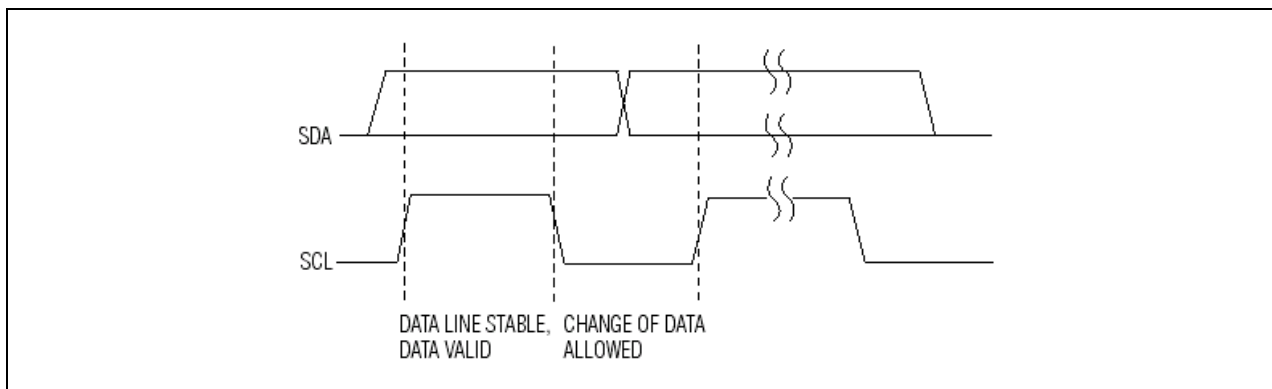 SDA
SCL
DATA LINE STABLE,
DATA VALID
CHANGE OF DATA
ALLOWED